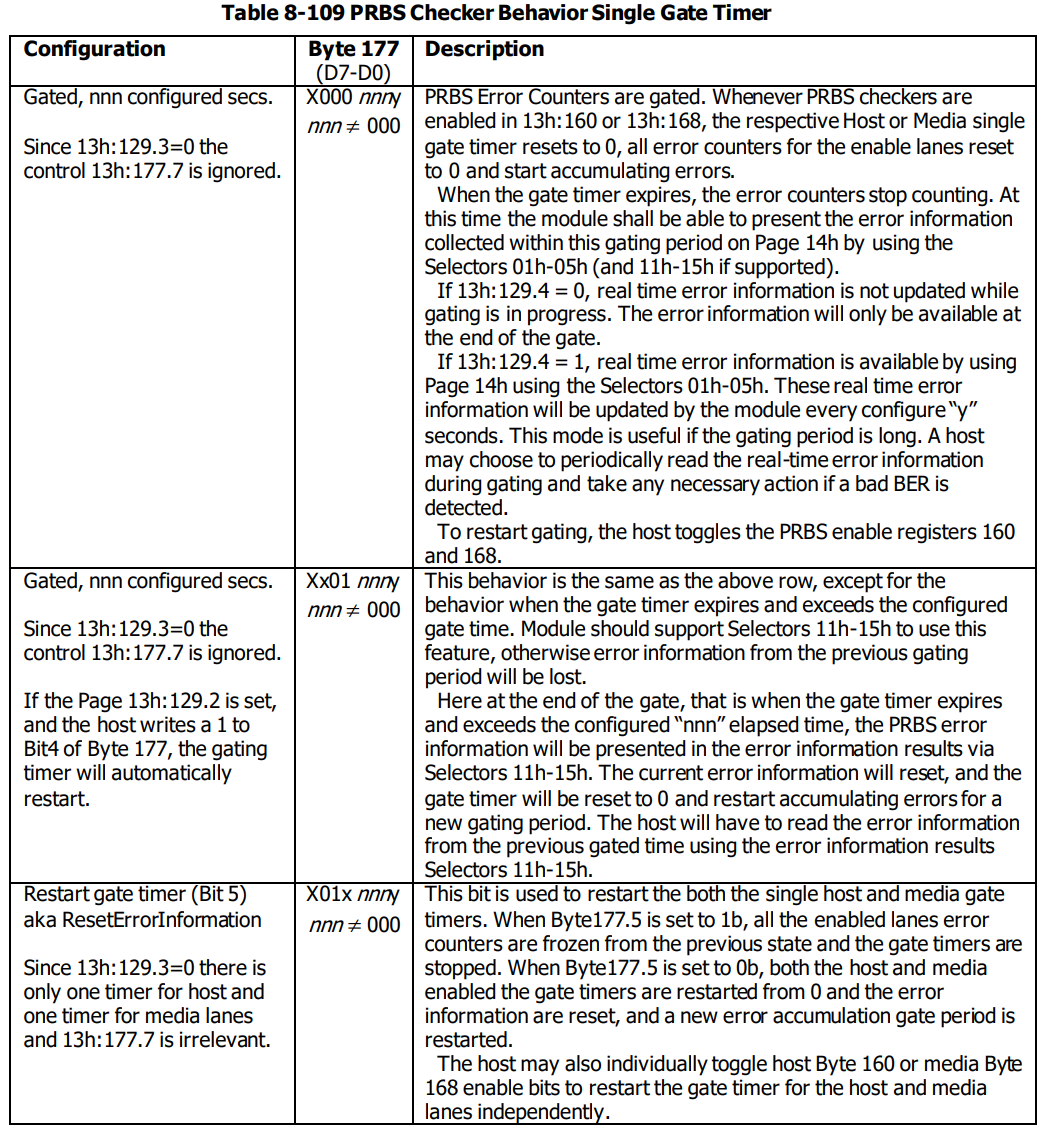 Table 8-109 PRBS Checker Behavior Single Gate Timer
Configuration
Byte 177
(D7-D0)
Description
Gated, nnn configured secs.
Since 13h:129.3=0 the
control 13h:177.7 is ignored.
X000 nnny
nnn ≠ 000
PRBS Error Counters are gated. Whenever PRBS checkers are
enabled in 13h:160 or 13h:168, the respective Host or Media single
gate timer resets to 0, all error counters for the enable lanes reset
to 0 and start accumulating errors.
When the gate timer expires, the error counters stop counting. At
this time the module shall be able to present the error information
collected within this gating period on Page 14h by using the
Selectors 01h-05h (and 11h-15h if supported).
If 13h:129.4 = 0, real time error information is not updated while
gating is in progress. The error information will only be available at
the end of the gate.
If 13h:129.4 = 1, real time error information is available by using
Page 14h using the Selectors 01h-05h. These real time error
information will be updated by the module every configure “y”
seconds. This mode is useful if the gating period is long. A host
may choose to periodically read the real-time error information
during gating and take any necessary action if a bad BER is
detected.
To restart gating, the host toggles the PRBS enable registers 160
and 168.
Gated, nnn configured secs.
Since 13h:129.3=0 the
control 13h:177.7 is ignored.
If the Page 13h:129.2 is set,
and the host writes a 1 to
Bit4 of Byte 177, the gating
timer will automatically
restart.
Xx01 nnny
nnn ≠ 000
This behavior is the same as the above row, except for the
behavior when the gate timer expires and exceeds the configured
gate time. Module should support Selectors 11h-15h to use this
feature, otherwise error information from the previous gating
period will be lost.
Here at the end of the gate, that is when the gate timer expires
and exceeds the configured “nnn” elapsed time, the PRBS error
information will be presented in the error information results via
Selectors 11h-15h. The current error information will reset, and the
gate timer will be reset to 0 and restart accumulating errors for a
new gating period. The host will have to read the error information
from the previous gated time using the error information results
Selectors 11h-15h.
Restart gate timer (Bit 5)
aka ResetErrorInformation
Since 13h:129.3=0 there is
only one timer for host and
one timer for media lanes
and 13h:177.7 is irrelevant.
X01x nnny
nnn ≠ 000
This bit is used to restart the both the single host and media gate
timers. When Byte177.5 is set to 1b, all the enabled lanes error
counters are frozen from the previous state and the gate timers are
stopped. When Byte177.5 is set to 0b, both the host and media
enabled the gate timers are restarted from 0 and the error
information are reset, and a new error accumulation gate period is
restarted.
The host may also individually toggle host Byte 160 or media Byte
168 enable bits to restart the gate timer for the host and media
lanes independently.